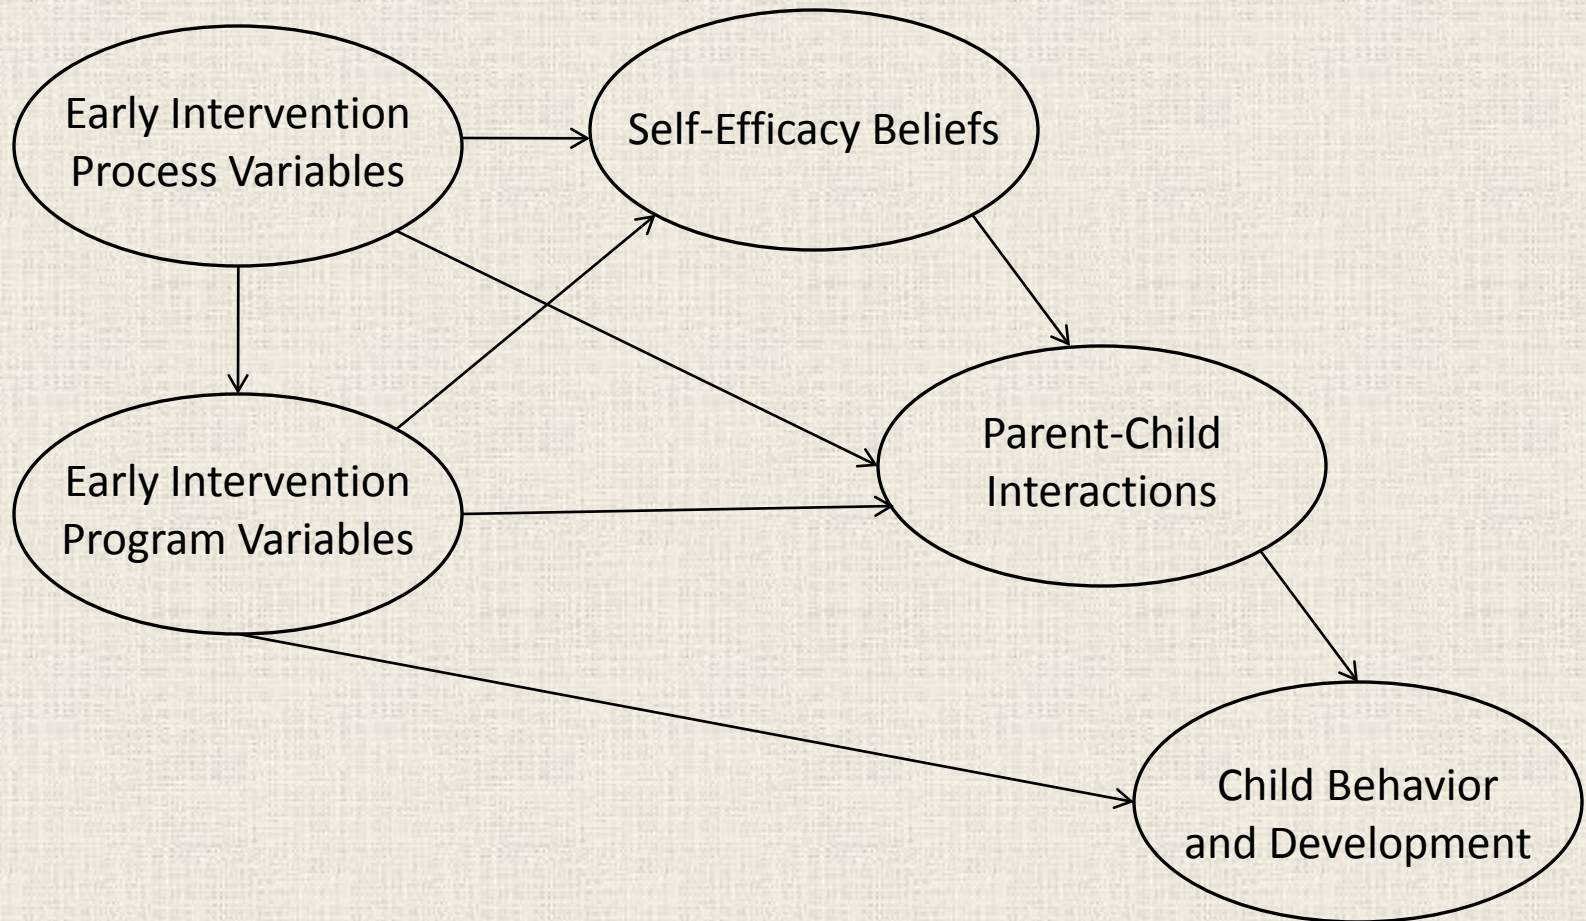 Early Intervention
Process Variables
Self-Efficacy Beliefs
Early Intervention
Program Variables
Parent-Child
Interactions
Child Behavior
and Development